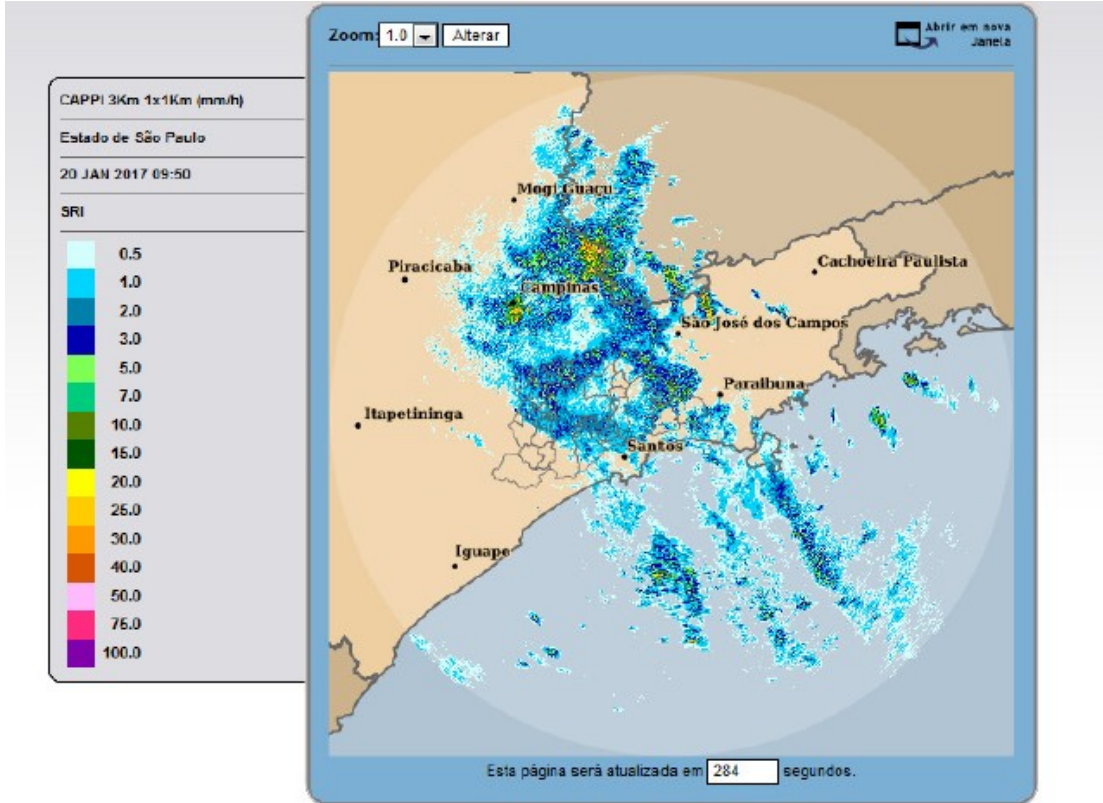 Zoom: 1.0 Alterar
Abrir em nova
Janela
CAPPI 3Km 1x1Km (mm/h)
Estado de São Paulo
20 JAN 2017 09:50
SRI
0.5
1.0
2.0
3.0
5.0
7.0
10.0
15.0
20.0
25.0
30.0
40.0
50.0
75.0
100.0
Mogi Guaçu
Piracicaba
Cachoeira Paulista
Campinas
São José dos Campos
Paraibuna
Itapetininga
Santos
Iguape
Esta página será atualizada em 284 segundos.